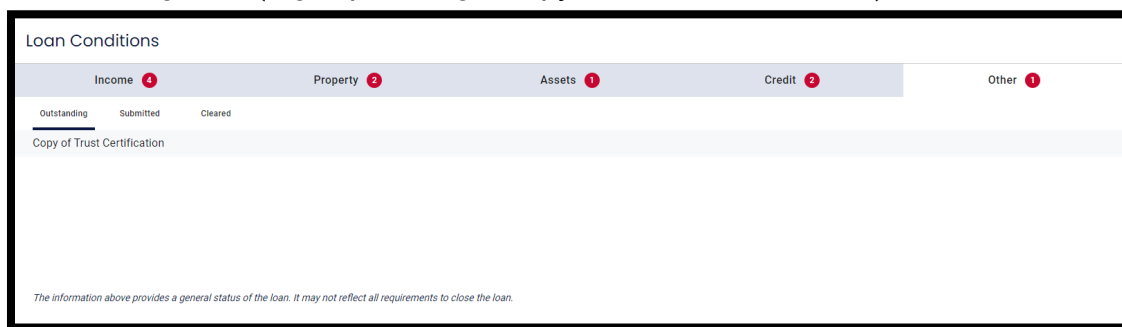 Loan Conditions
Income 4 Property 2 Assets 1 Credit 2 Other 1
Outstanding Submitted Cleared
Copy of Trust Certification
The information above provides a general status of the loan. It may not reflect all requirements to close the loan.